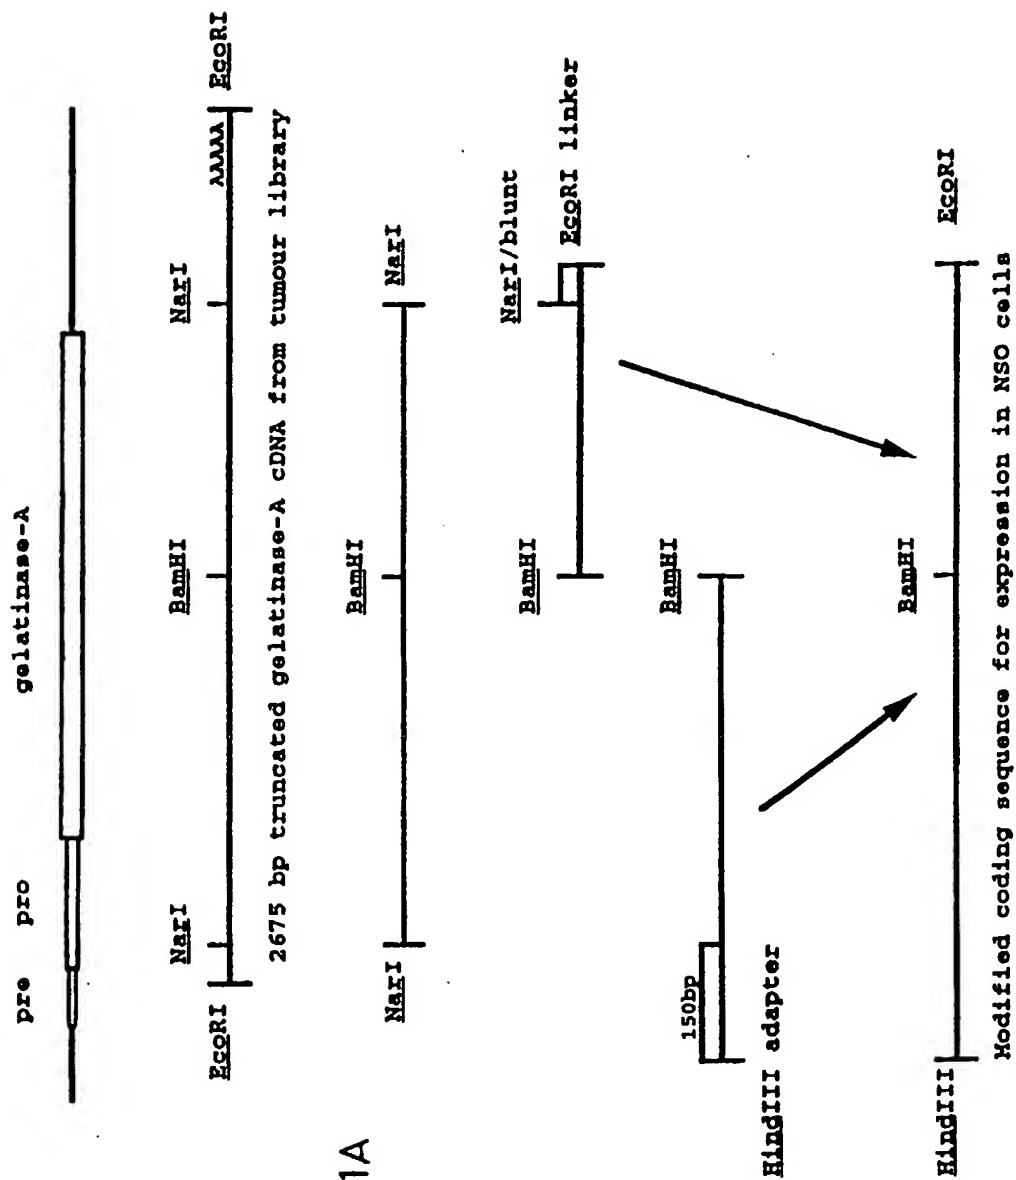 pre pro gelatinase-A
NarI BamHI NarI
AAAAA
EcoRI EcoRI
2675 bp truncated gelatinase-A cDNA from tumour library
BamHI
NarI NarI
1A
NarI/blunt
BamHI
EcoRI linker
150bp
BamHI
HindIII adapter
BamHI
HindIII EcoRI
Modified coding sequence for expression in NSO cells